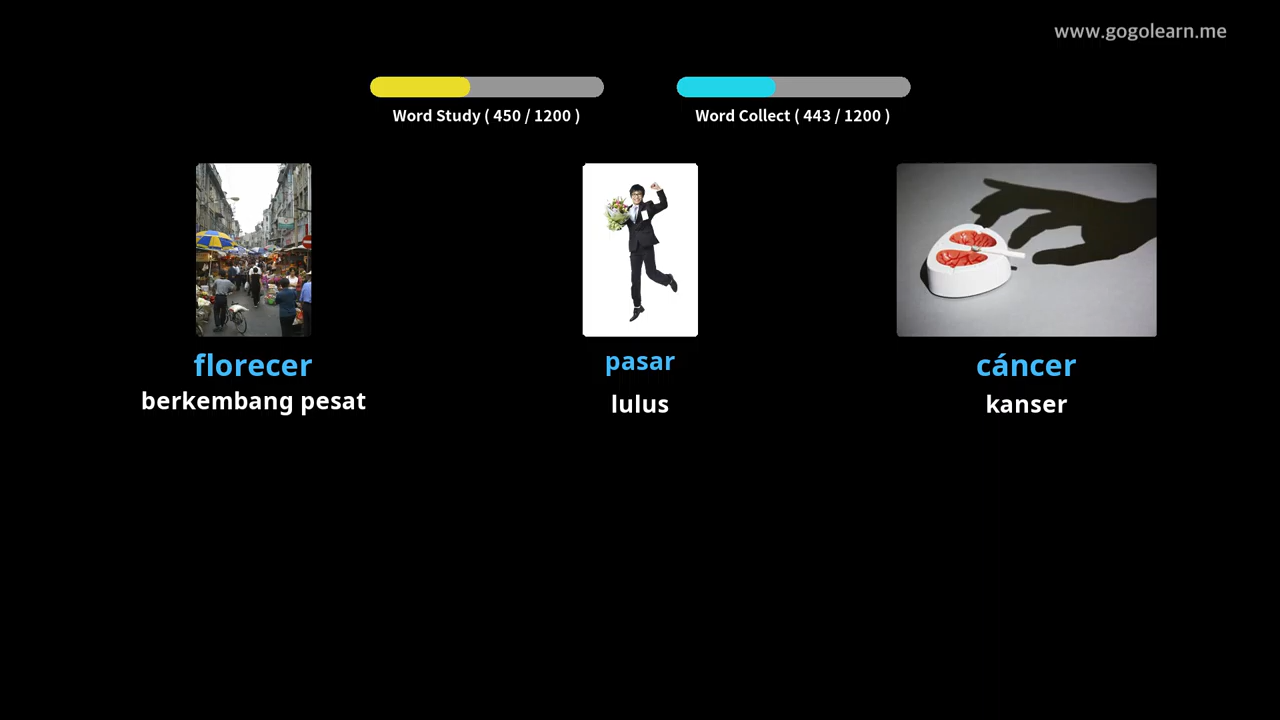 www.gogolearn.me
Word Study ( 450 / 1200 )
Word Collect ( 443 / 1200 )
florecer
berkembang pesat
pasar
lulus
cáncer
kanser